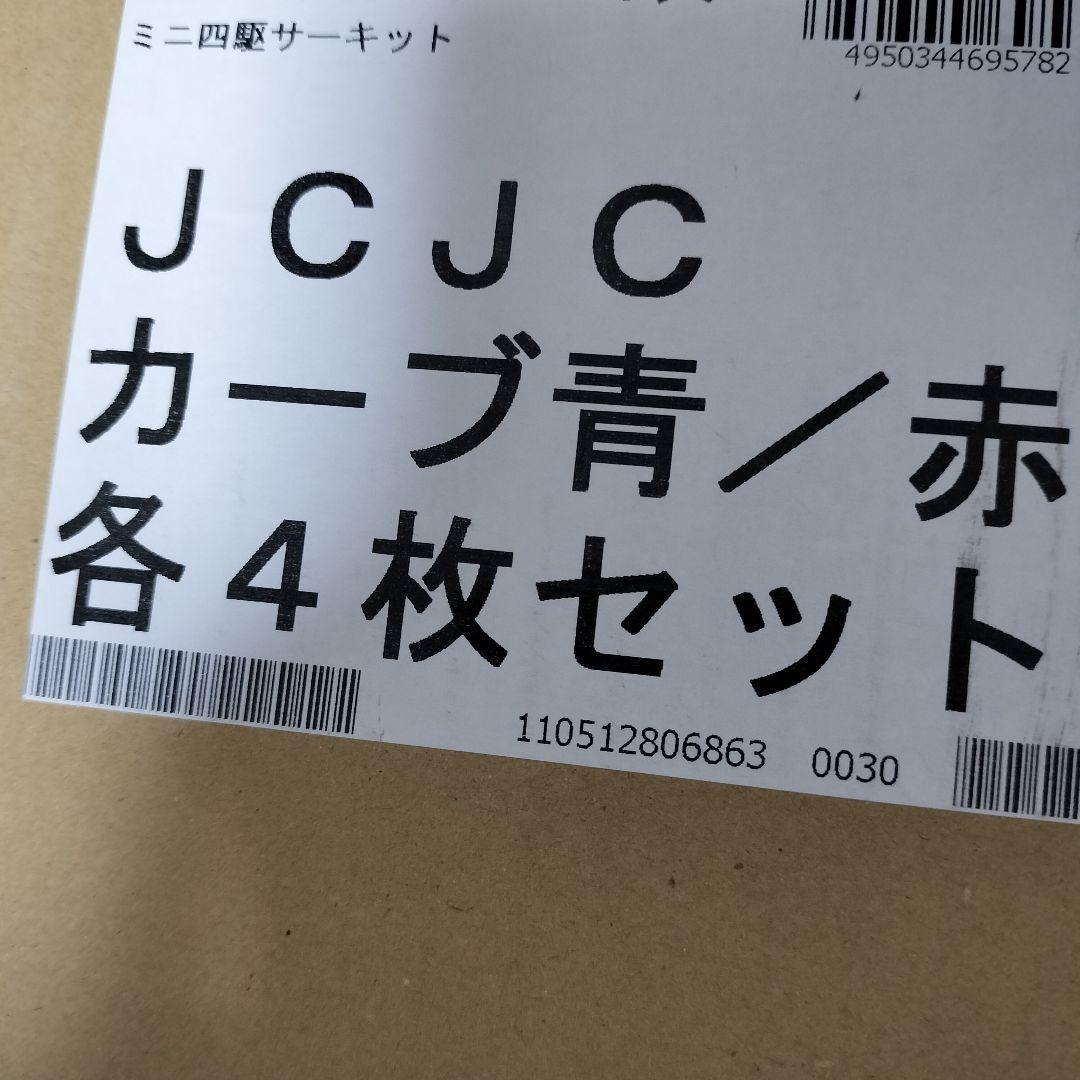 ミニ四駆サーキット
4950344695782
ＪＣＪＣ
カーブ青／赤
各４枚セット
110512806863 0030